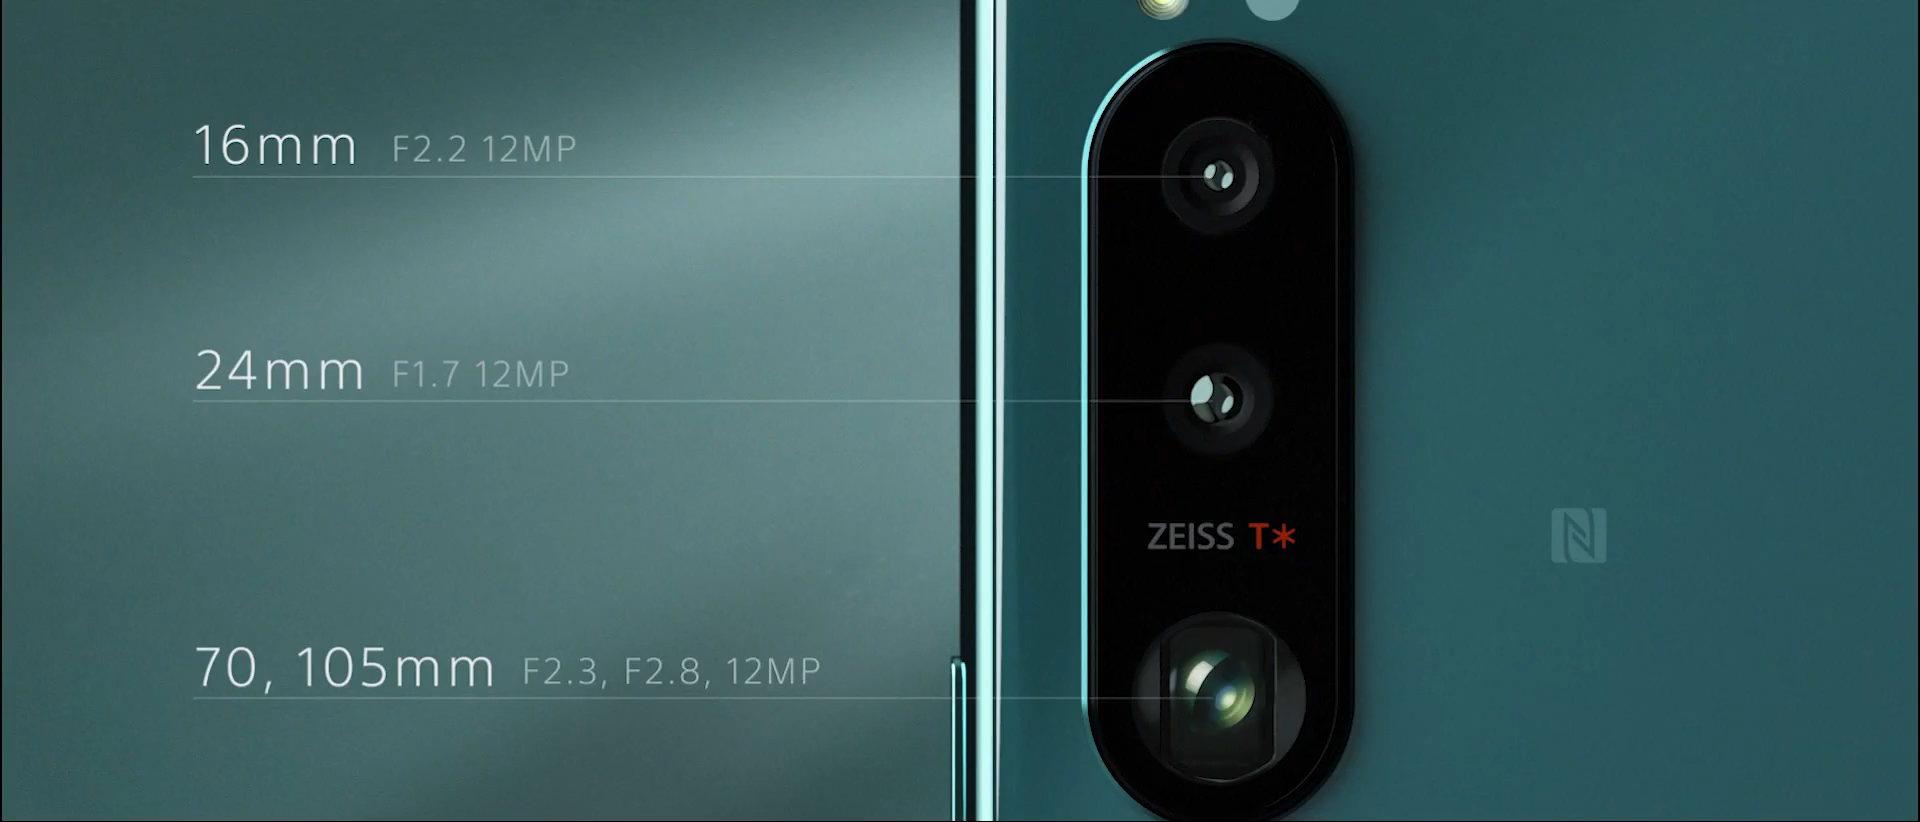 16mm F2.2 12MP
24mm F1.7 12MP
ZEISS T*
70, 105mm F2.3, F2.8, 12MP